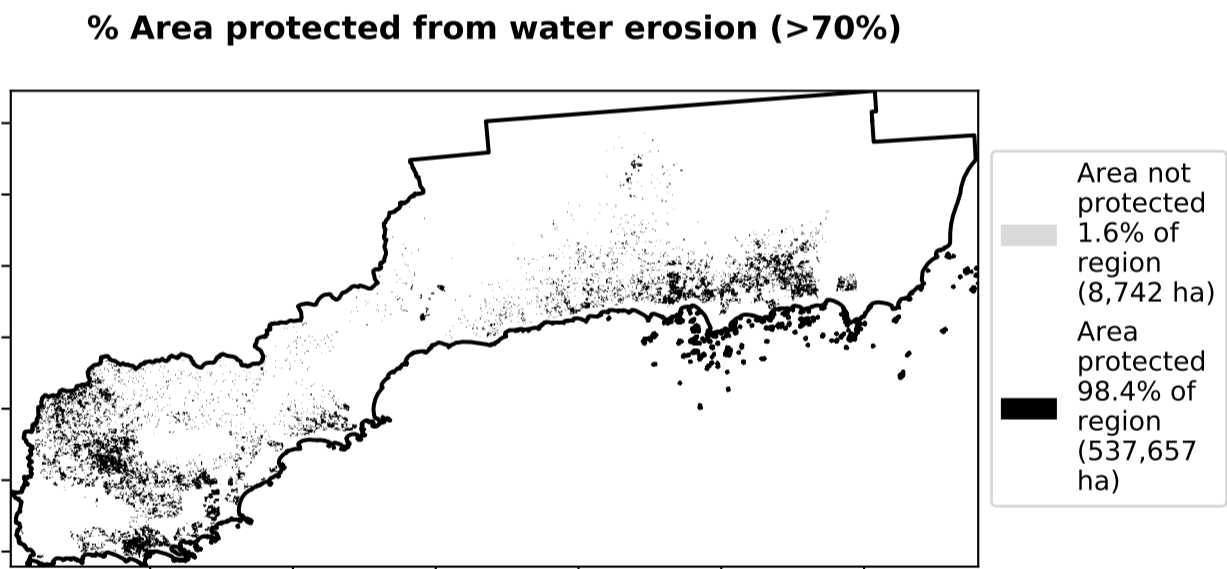 % Area protected from water erosion (>70%)
Area not
protected
1.6% of
region
(8,742 ha)
Area
protected
98.4% of
region
(537,657
ha)